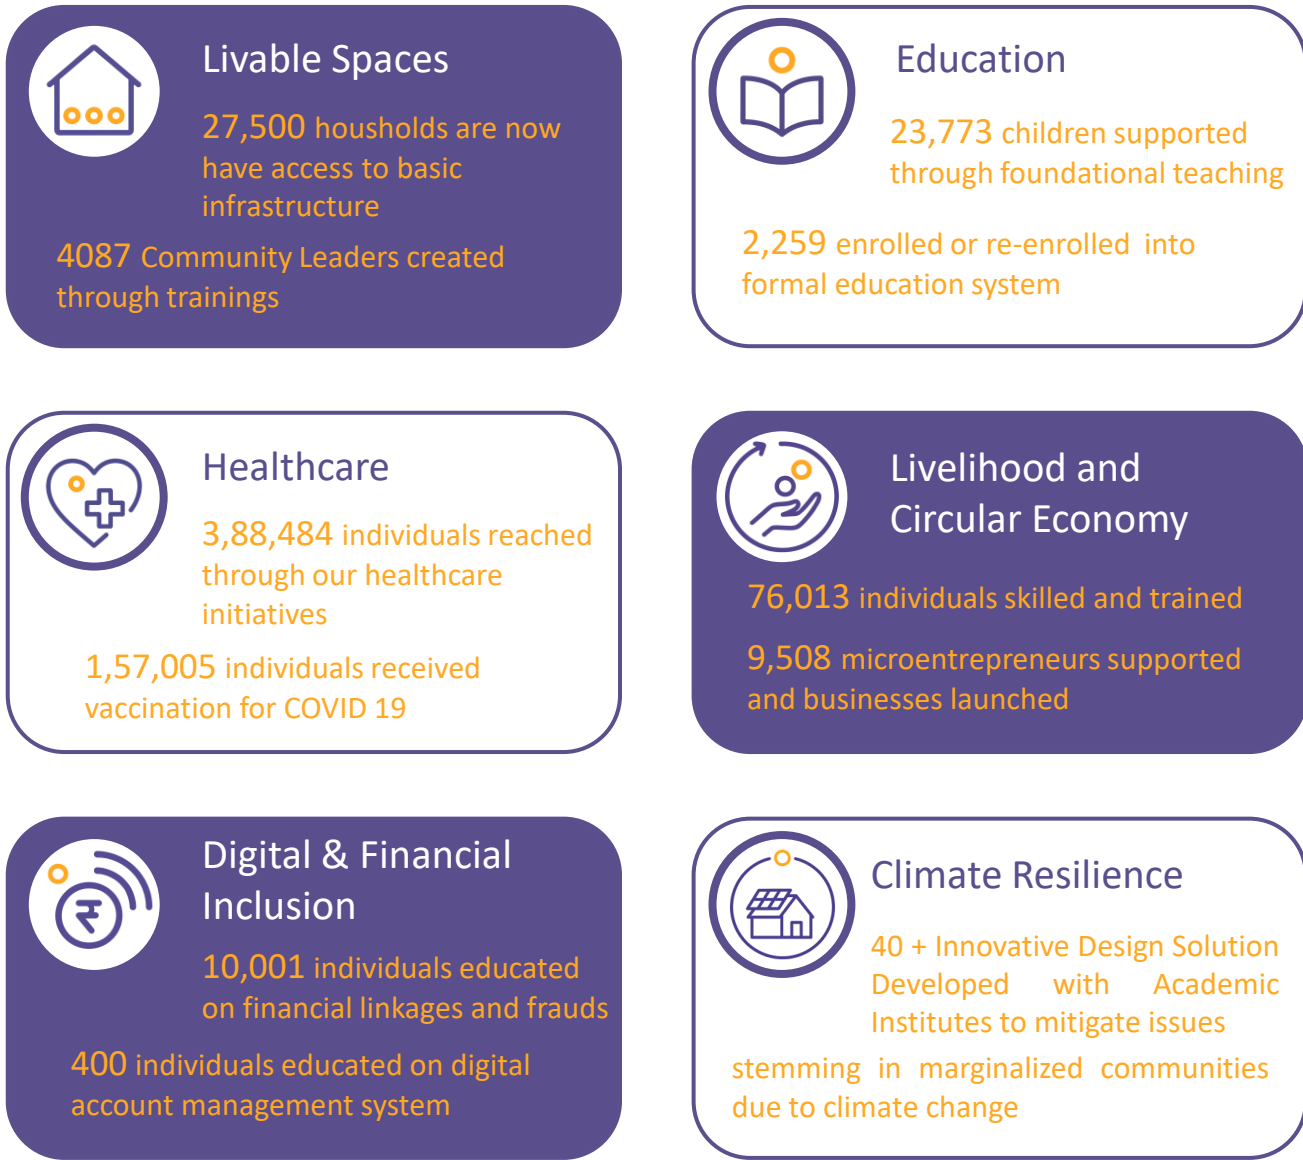 Livable Spaces
27,500 housholds are now
have access to basic
infrastructure
4087 Community Leaders created
through trainings
Education
23,773 children supported
through foundational teaching
2,259 enrolled or re-enrolled into
formal education system
Healthcare
3,88,484 individuals reached
through our healthcare
initiatives
1,57,005 individuals received
vaccination for COVID 19
Livelihood and
Circular Economy
76,013 individuals skilled and trained
9,508 microentrepreneurs supported
and businesses launched
Digital & Financial
Inclusion
₹
10,001 individuals educated
on financial linkages and frauds
400 individuals educated on digital
account management system
Climate Resilience
40 + Innovative Design Solution
Developed with Academic
Institutes to mitigate issues
stemming in marginalized communities
due to climate change